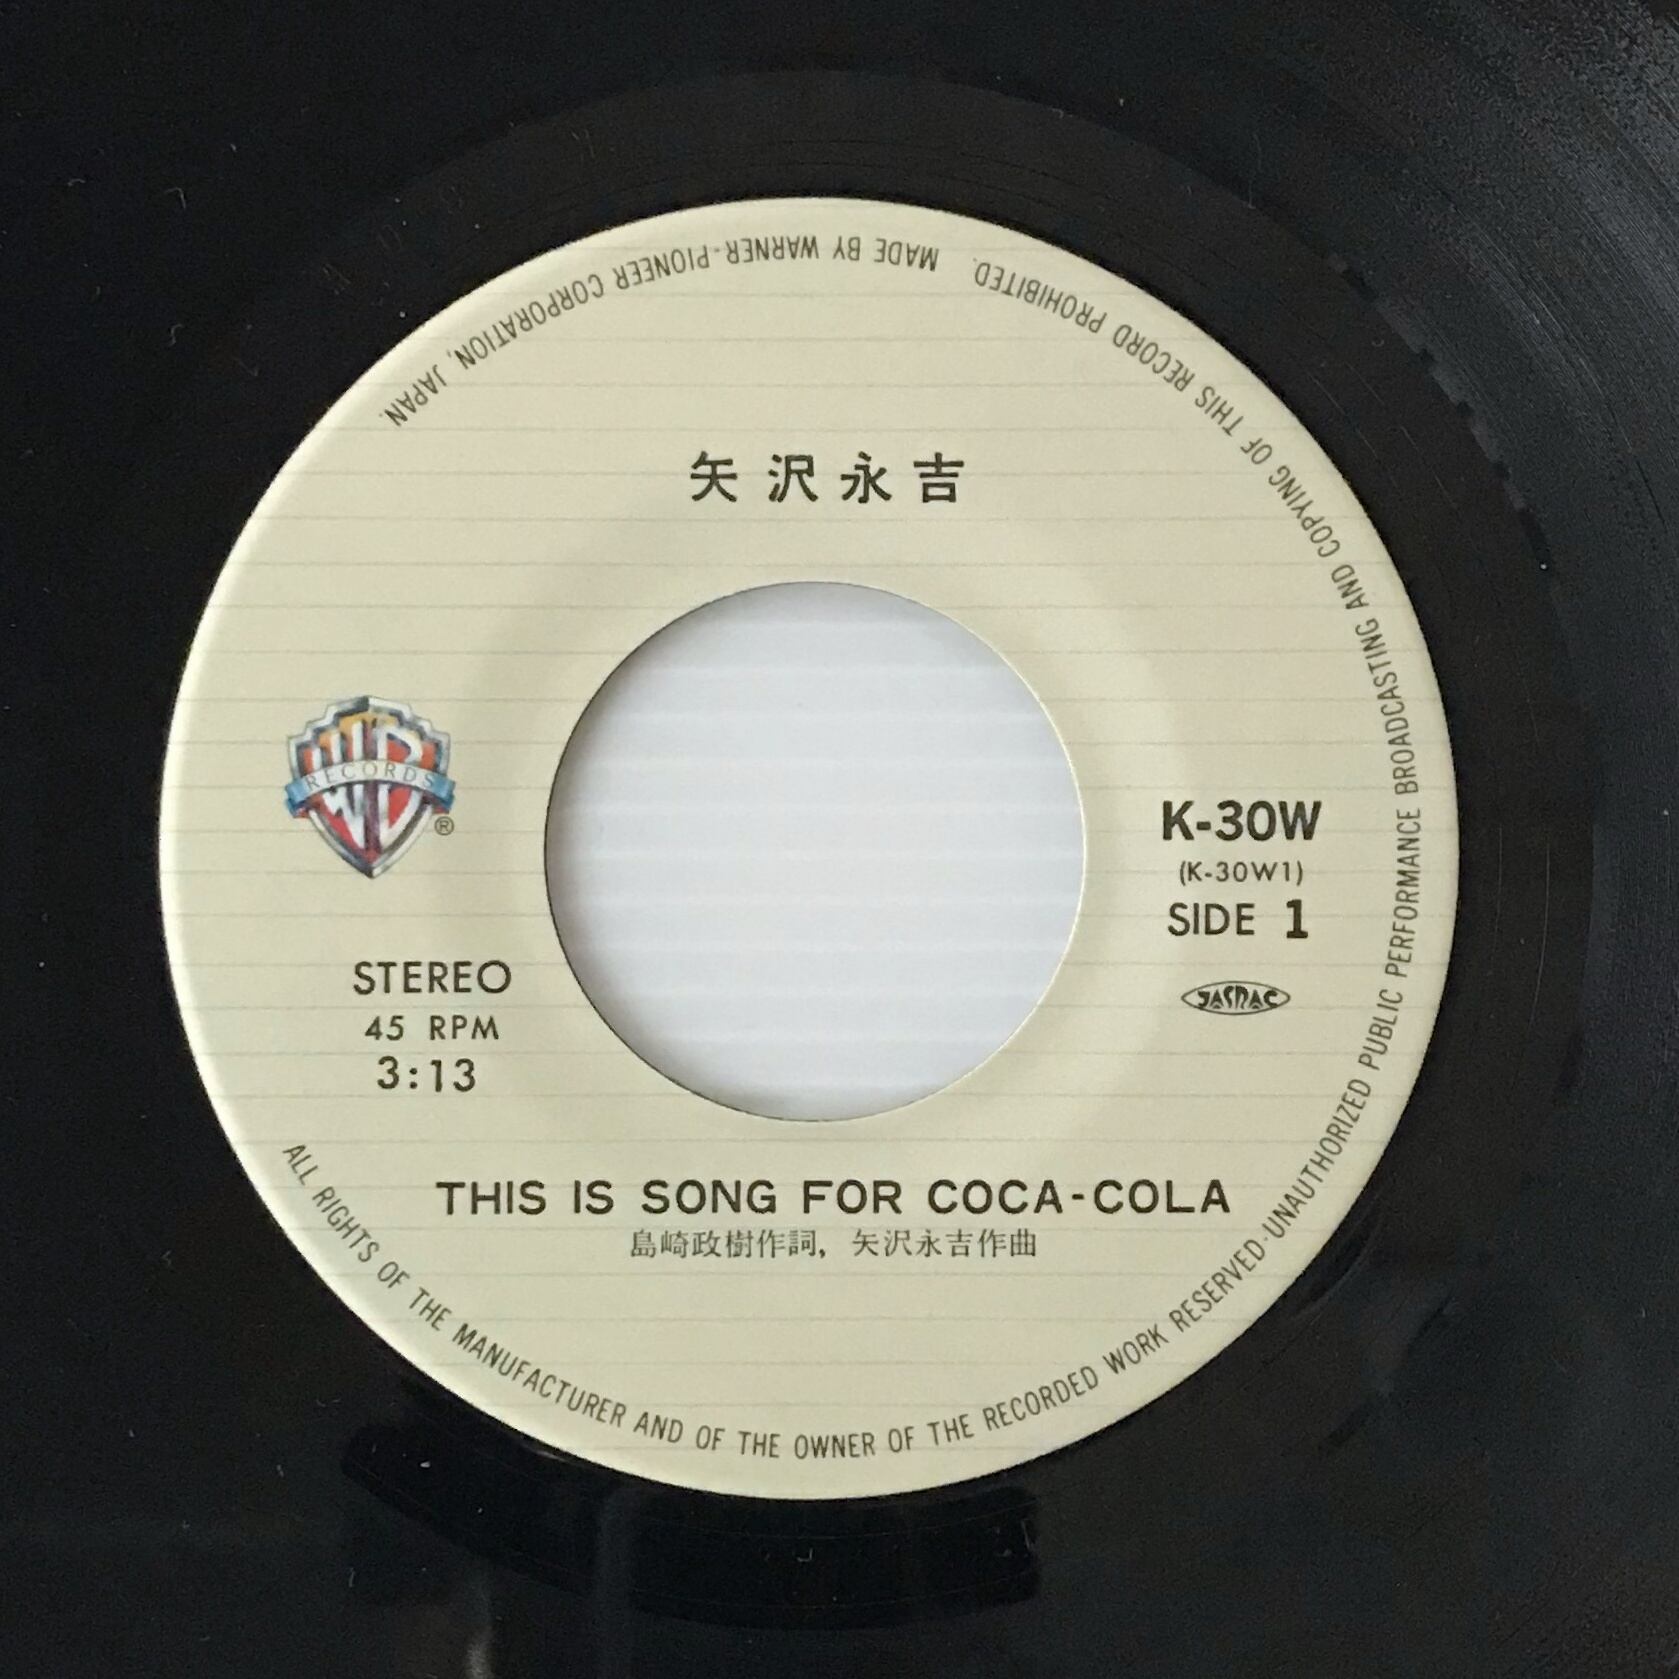 矢沢永吉
RECORDS
®
K-30W
(K-30W1)
SIDE 1
JASRAC
STEREO
45 RPM
3:13
THIS IS SONG FOR COCA-COLA
島崎政樹作詞, 矢沢永吉作曲
ALL RIGHTS OF THE MANUFACTURER AND OF THE OWNER OF THE RECORDED WORK RESERVED·UNAUTHORIZED PUBLIC PERFORMANCE BROADCASTING AND COPYING OF THIS RECORD PROHIBITED. MADE BY WARNER-PIONEER CORPORATION, JAPAN.